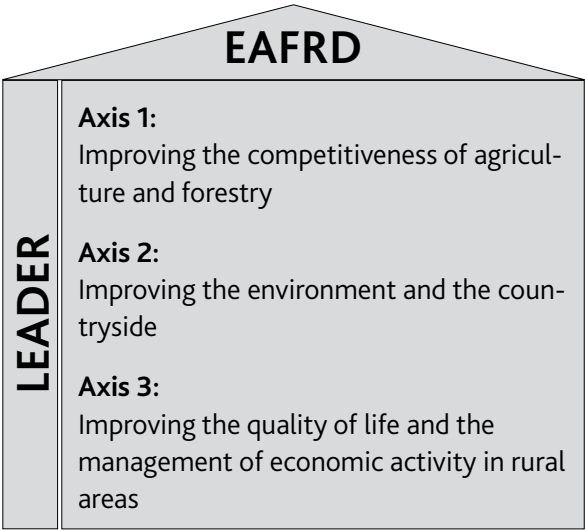 EAFRD
LEADER
Axis 1:
Improving the competitiveness of agricul-
ture and forestry
Axis 2:
Improving the environment and the coun-
tryside
Axis 3:
Improving the quality of life and the
management of economic activity in rural
areas